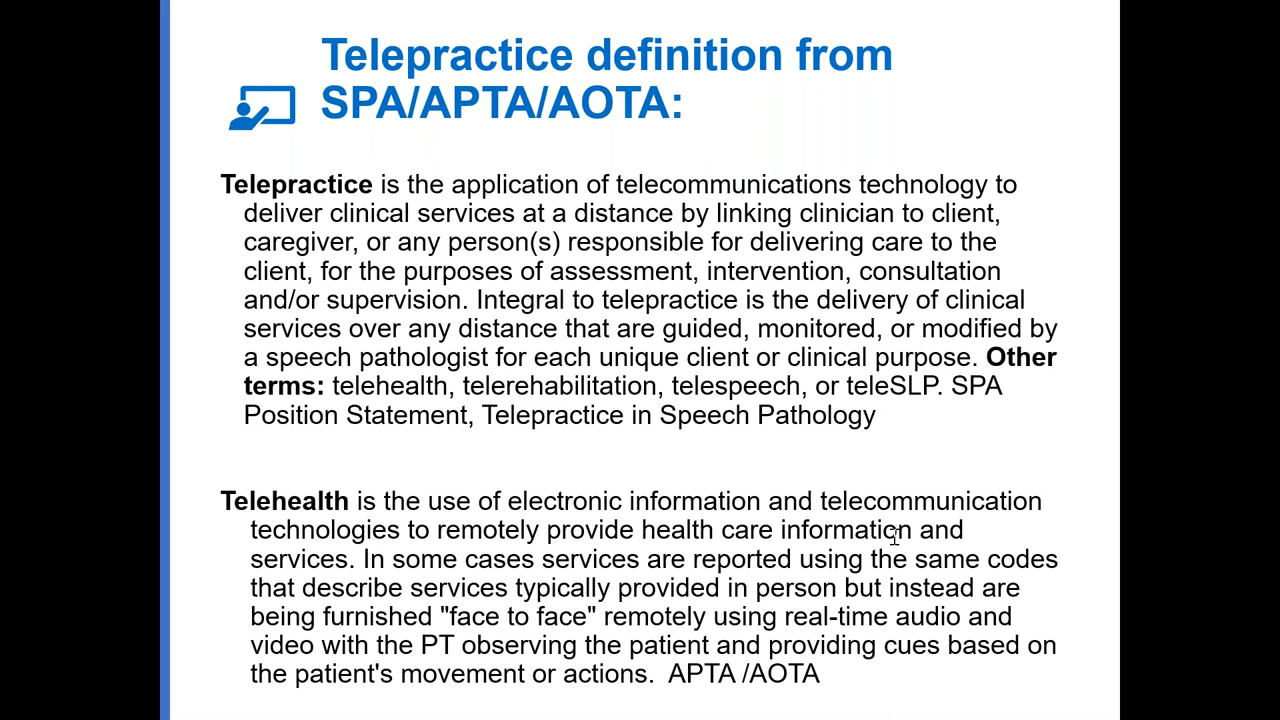 Telepractice definition from
SPA/APTA/AOTA:
Telepractice is the application of telecommunications technology to
deliver clinical services at a distance by linking clinician to client,
caregiver, or any person(s) responsible for delivering care to the
client, for the purposes of assessment, intervention, consultation
and/or supervision. Integral to telepractice is the delivery of clinical
services over any distance that are guided, monitored, or modified by
a speech pathologist for each unique client or clinical purpose. Other
terms: telehealth, telerehabilitation, telespeech, or teleSLP. SPA
Position Statement, Telepractice in Speech Pathology
Telehealth is the use of electronic information and telecommunication
technologies to remotely provide health care information and
services. In some cases services are reported using the same codes
that describe services typically provided in person but instead are
being furnished "face to face" remotely using real-time audio and
video with the PT observing the patient and providing cues based on
the patient's movement or actions.  APTA /AOTA